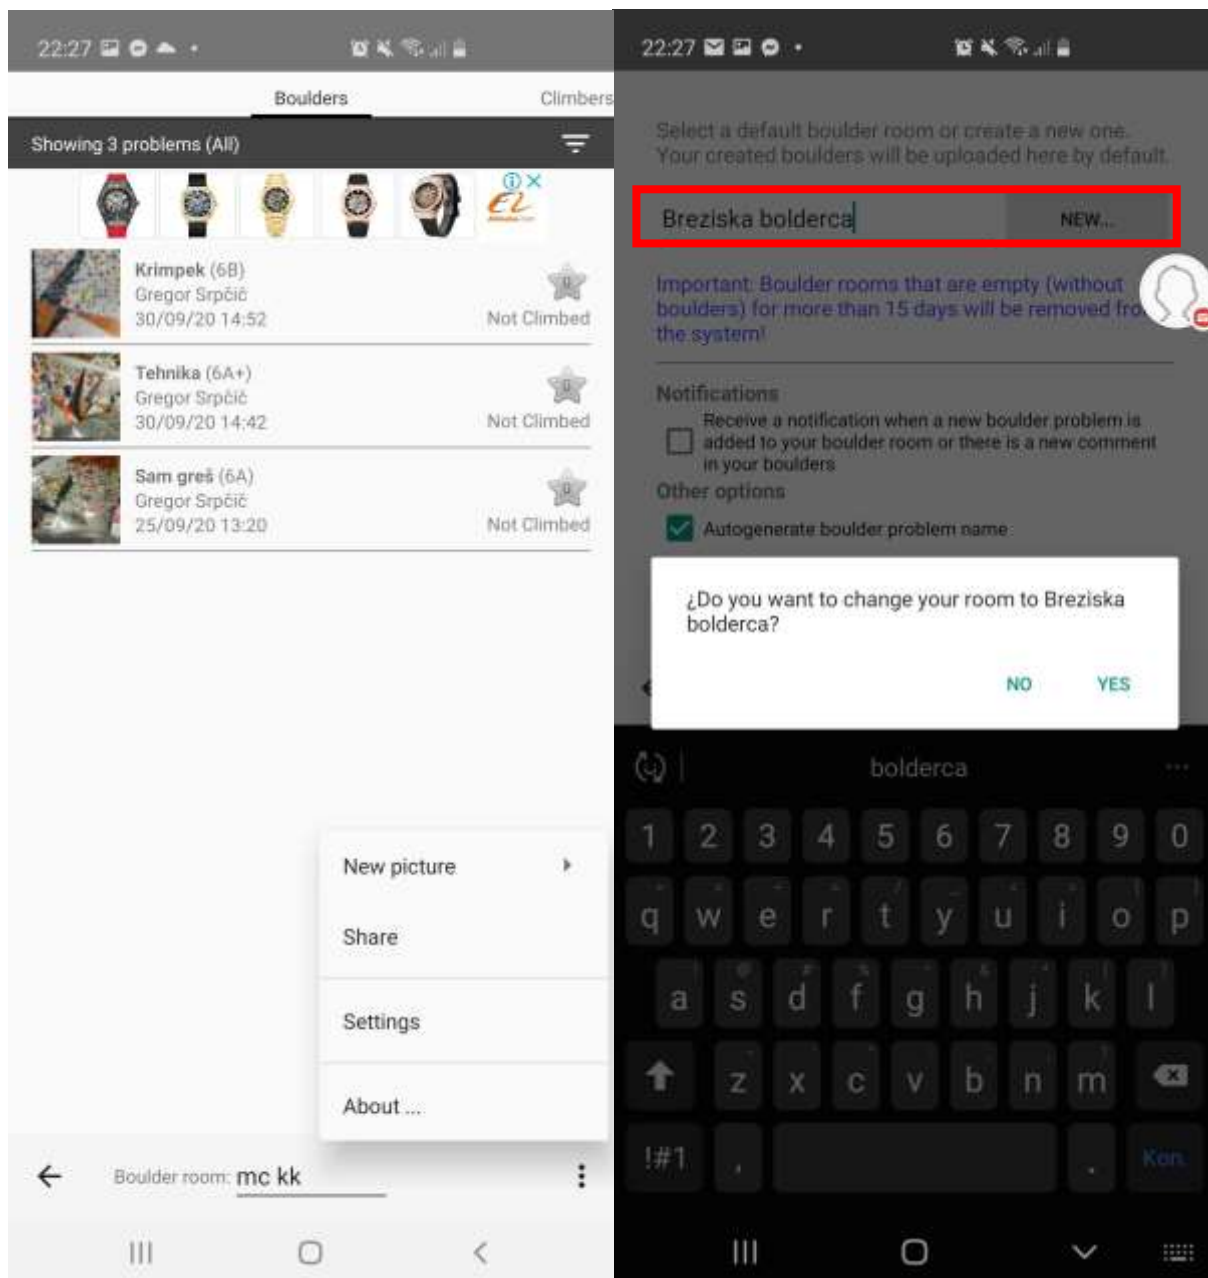 22:27
Boulders
Climbers
Showing 3 problems (All)
Krimpek (6B)
Gregor Srpčič
30/09/20 14:52
0
Not Climbed
Tehnika (6A+)
Gregor Srpčič
30/09/20 14:42
0
Not Climbed
Sam greš (6A)
Gregor Srpčič
25/09/20 13:20
0
Not Climbed
New picture
Share
Settings
About ...
Boulder room: mc kk
22:27
Select a default boulder room or create a new one.
Your created boulders will be uploaded here by default.
Breziska bolderca
NEW...
Important: Boulder rooms that are empty (without
boulders) for more than 15 days will be removed fro
the system!
Notifications
Receive a notification when a new boulder problem is
added to your boulder room or there is a new comment
in your boulders
Other options
Autogenerate boulder problem name
¿Do you want to change your room to Breziska
bolderca?
NO YES
bolderca ...
1 2 3 4 5 6 7 8 9 0
q w e r t y u i o p
a s d f g h j k l
z x c v b n m
!#1 , . Kon.